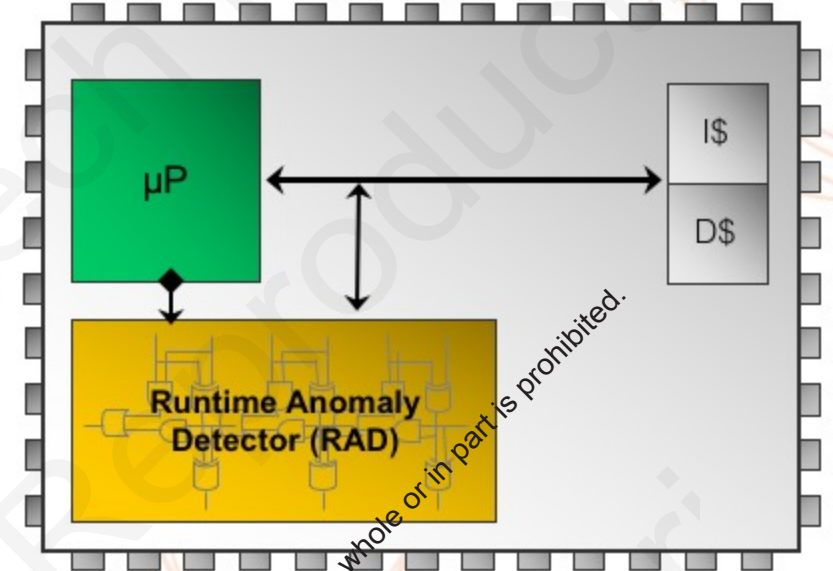 µP
I$
D$
Runtime Anomaly
Detector (RAD)
whole or in part is prohibited.